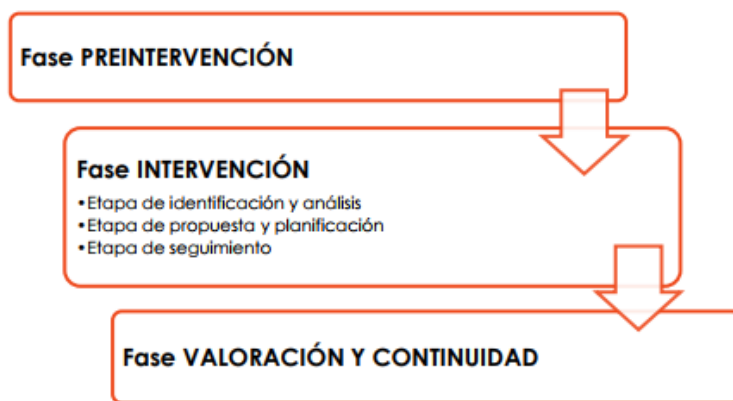 Fase PREINTERVENCIÓN
Fase INTERVENCIÓN
•Etapa de identificación y análisis
•Etapa de propuesta y planificación
•Etapa de seguimiento
Fase VALORACIÓN Y CONTINUIDAD